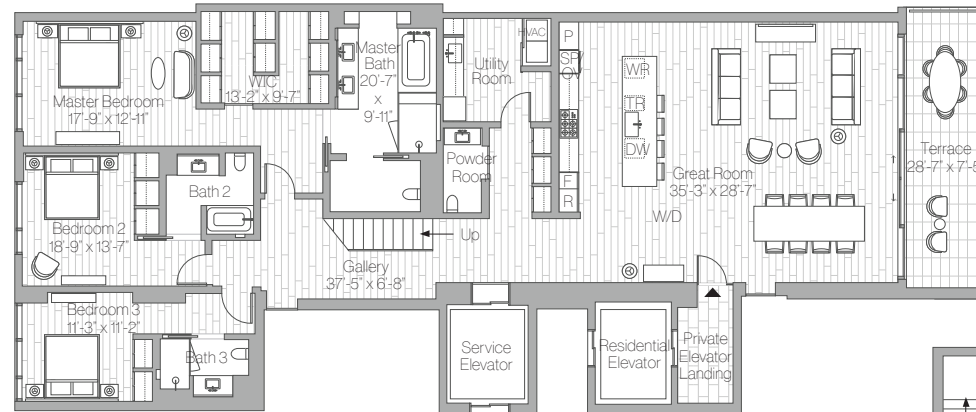 Master Bedroom
17'-9" x 12'-11"
WIC
13'-2" x 9'-7"
Master
Bath
20'-7"
x
9'-11"
Utility
Room
HVAC
P
SP/
OV
WR
TR
DW
F
R
Great Room
35'-3" x 28'-7"
W/D
Terrace
28'-7" x 7'-5
Powder
Room
Bath 2
Bedroom 2
18'-9" x 13'-7"
Up
Gallery
37'-5" x 6'-8"
Bedroom 3
11'-3" x 11'-2"
Bath 3
Service
Elevator
Residential
Elevator
Private
Elevator
Landing